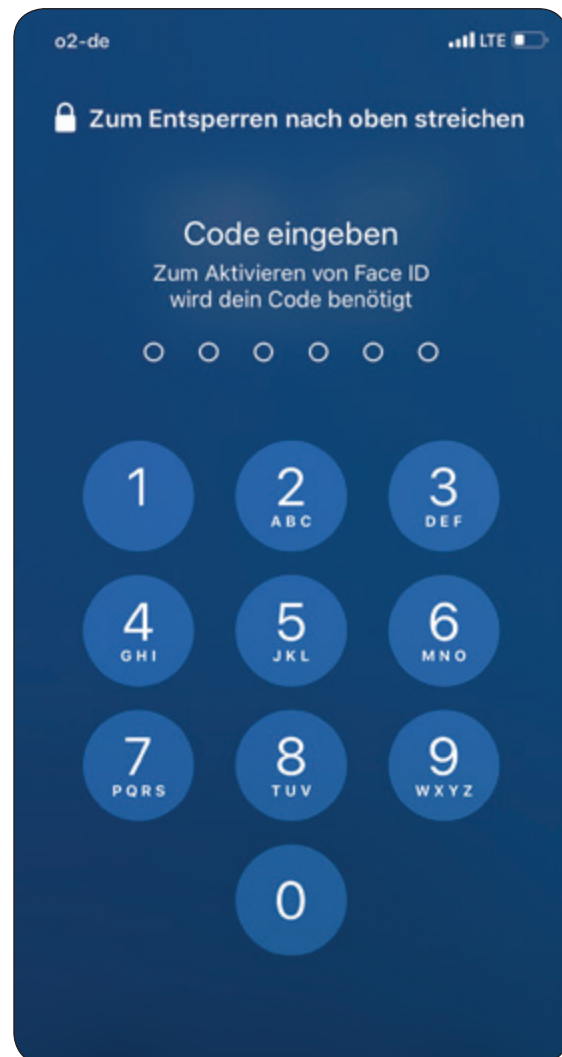 o2-de LTE
Zum Entsperren nach oben streichen
Code eingeben
Zum Aktivieren von Face ID
wird dein Code benötigt
1 2 3
ABC DEF
4 5 6
GHI JKL MNO
7 8 9
PQRS TUV WXYZ
0